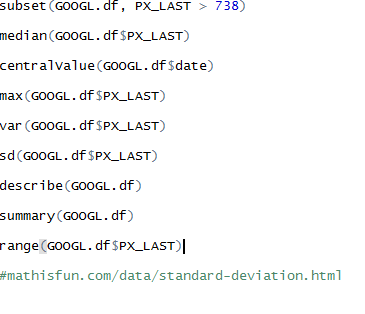 subset(GOOGL.df, PX_LAST > 738)
median(GOOGL.df$PX_LAST)
centralValue(GOOGL.df$date)
max(GOOGL.df$PX_LAST)
var(GOOGL.df$PX_LAST)
sd(GOOGL.df$PX_LAST)
describe(GOOGL.df)
summary(GOOGL.df)
range(GOOGL.df$PX_LAST)
#mathisfun.com/data/standard-deviation.html